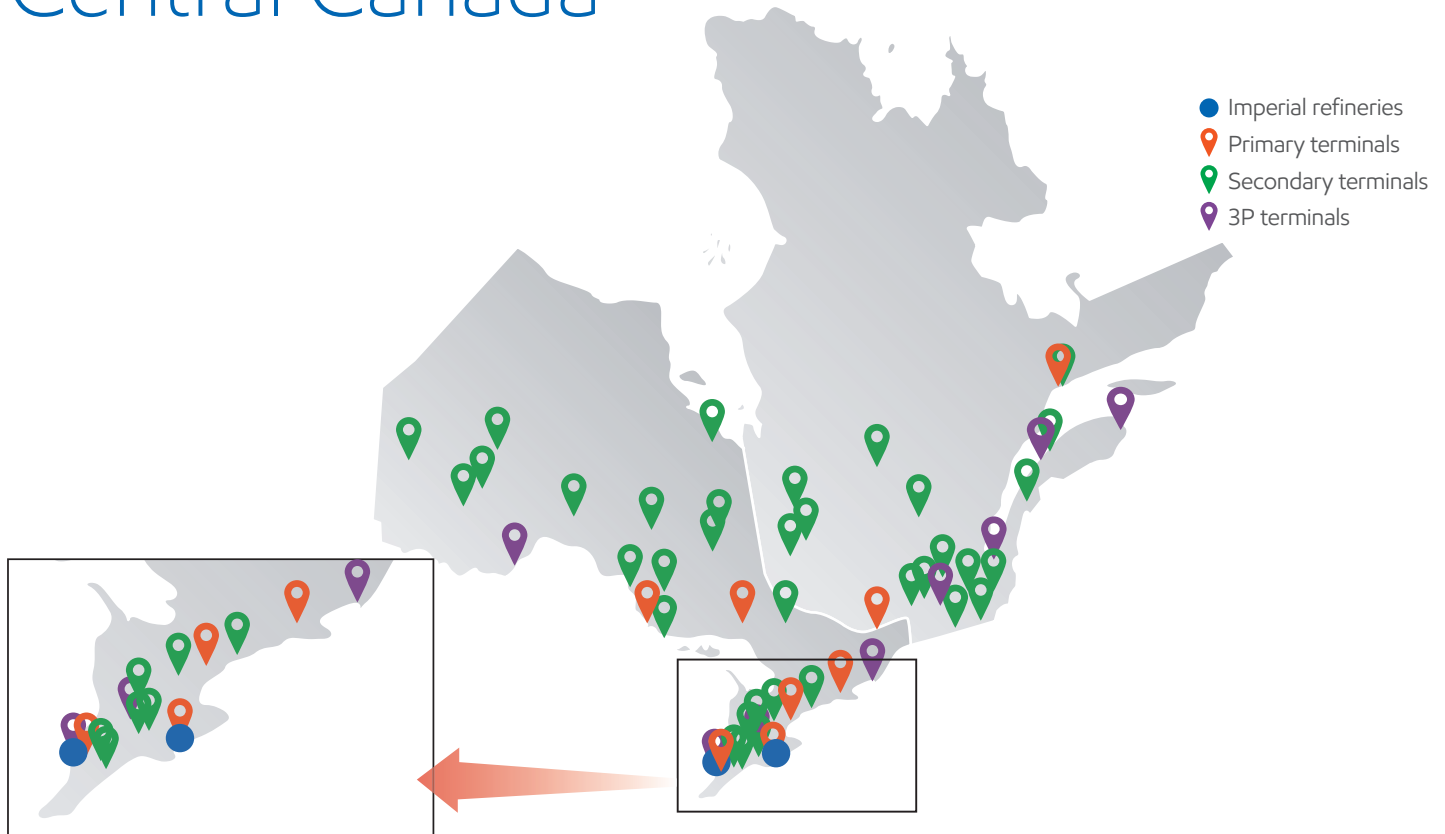 Central Canada
Imperial refineries
Primary terminals
Secondary terminals
3P terminals